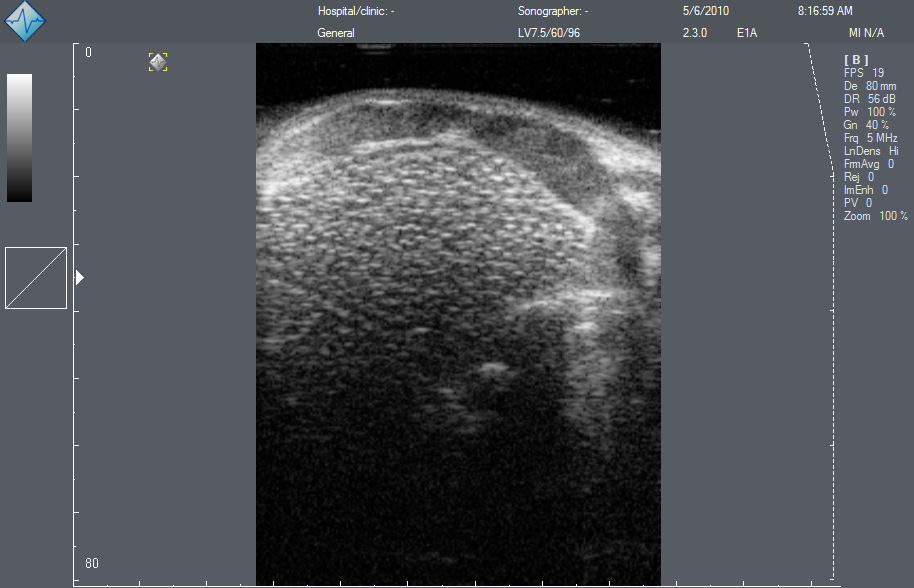 Hospital/clinic: - Sonographer: - 5/6/2010 8:16:59 AM
General LV7.5/60/96 2.3.0 E1A MI N/A
0
[ B ]
FPS 19
De 80 mm
DR 56 dB
Pw 100 %
Gn 40 %
Frq 5 MHz
LnDens Hi
FrmAvg 0
Rej 0
ImEnh 0
PV 0
Zoom 100 %
80